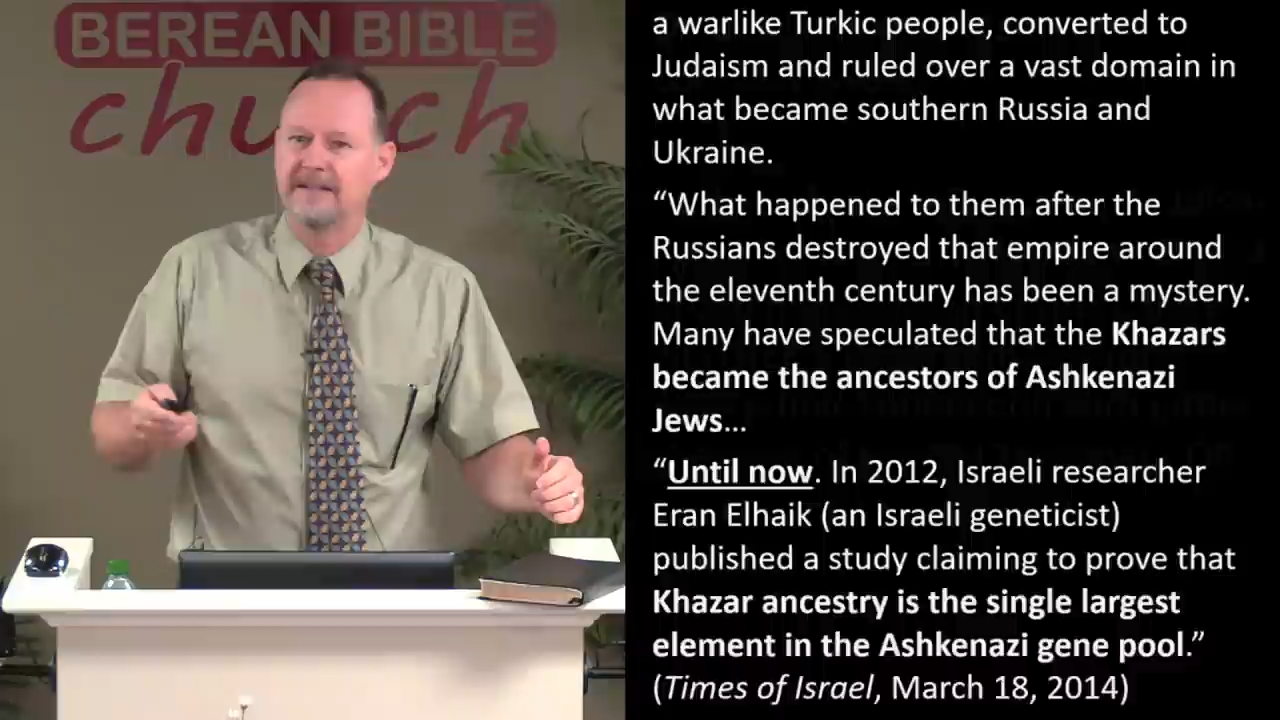 BEREAN BIBLE
church
a warlike Turkic people, converted to
Judaism and ruled over a vast domain in
what became southern Russia and
Ukraine.
“What happened to them after the
Russians destroyed that empire around
the eleventh century has been a mystery.
Many have speculated that the Khazars
became the ancestors of Ashkenazi
Jews…
“Until now. In 2012, Israeli researcher
Eran Elhaik (an Israeli geneticist)
published a study claiming to prove that
Khazar ancestry is the single largest
element in the Ashkenazi gene pool.”
(Times of Israel, March 18, 2014)